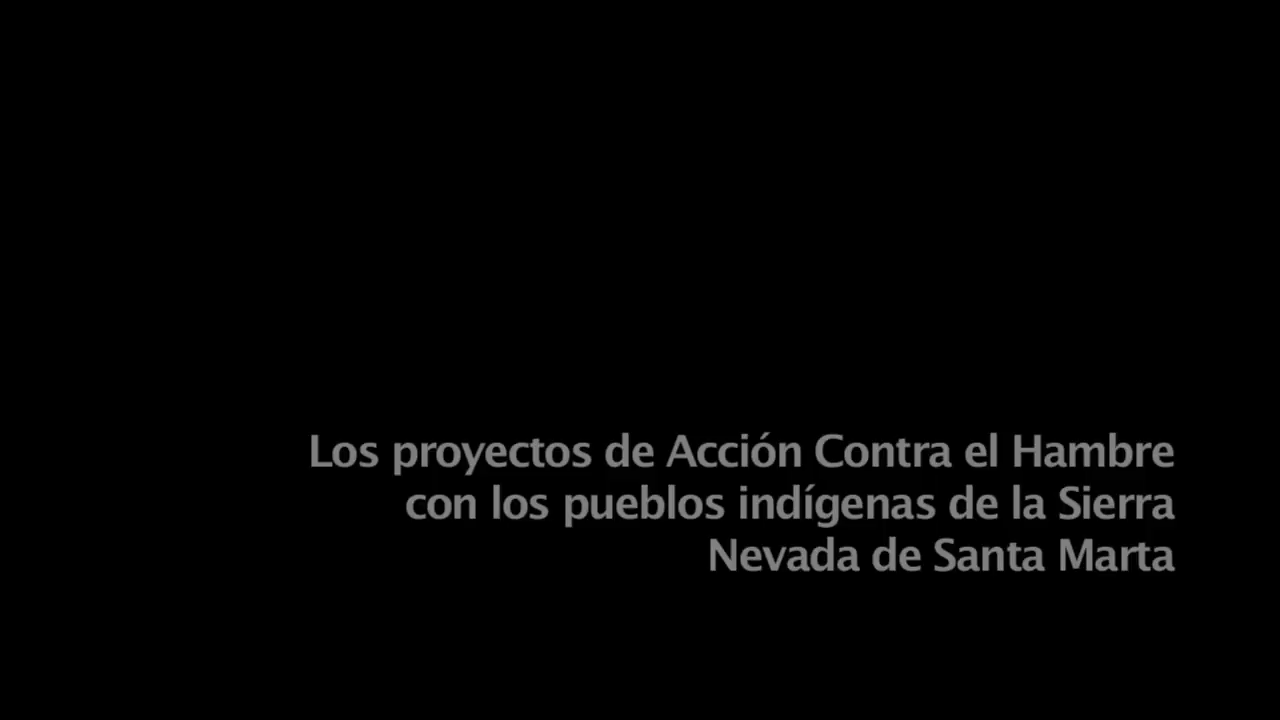 Los proyectos de Acción Contra el Hambre
con los pueblos indígenas de la Sierra
Nevada de Santa Marta